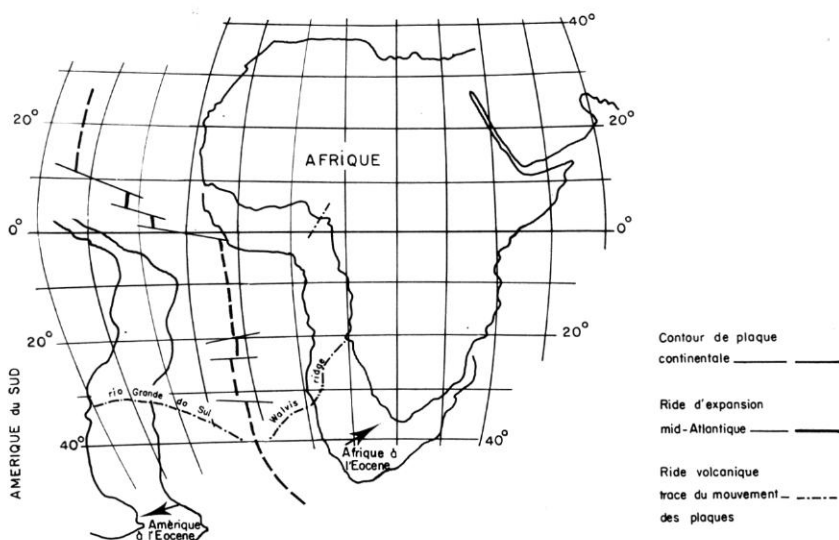 40°
20°
AFRIQUE
20°
0°
0°
20°
20°
ridge
Walvis
rio Grande do Sul
40°
Afrique à
l'Eocene
40°
AMÉRIQUE du SUD
Amèrique
à l'Eocene
Contour de plaque
continentale
Ride d'expansion
mid-Atlantique
Ride volcanique
trace du mouvement
des plaques